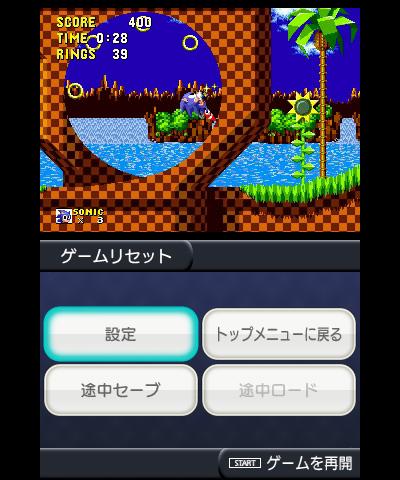 SCORE 400
TIME 0:28
RINGS 39
SONIC
× 3
ゲームリセット
設定
トップメニューに戻る
途中セーブ
途中ロード
START ゲームを再開